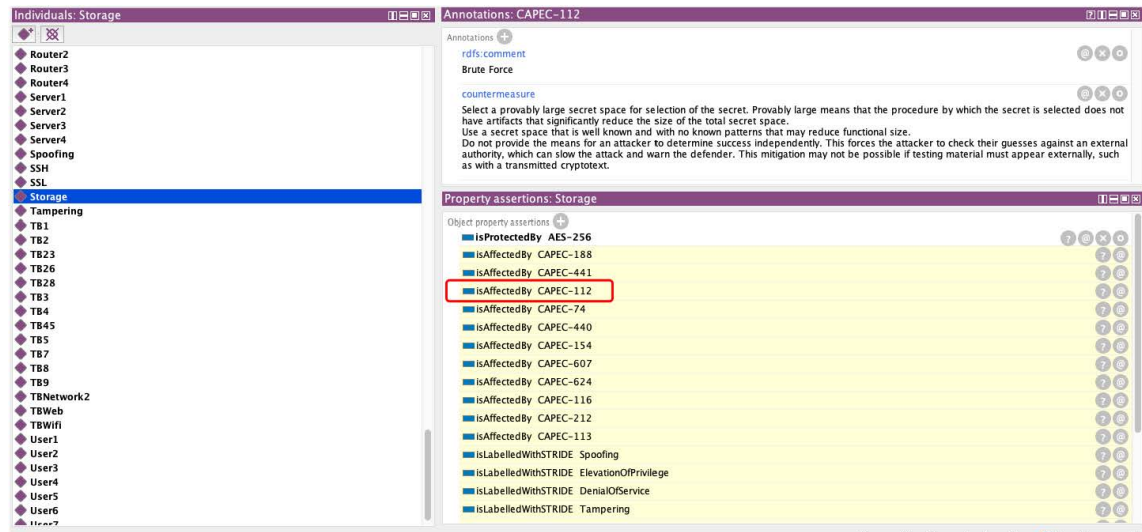 Individuals: Storage
Router2
Router3
Router4
Server1
Server2
Server3
Server4
Spoofing
SSH
SSL
Storage
Tampering
TB1
TB2
TB23
TB26
TB28
TB3
TB4
TB45
TB5
TB7
TB8
TB9
TBNetwork2
TBWeb
TBWifi
User1
User2
User3
User4
User5
User6
User7
Annotations: CAPEC-112
Annotations
rdfs:comment
Brute Force
countermeasure
Select a provably large secret space for selection of the secret. Provably large means that the procedure by which the secret is selected does not
have artifacts that significantly reduce the size of the total secret space.
Use a secret space that is well known and with no known patterns that may reduce functional size.
Do not provide the means for an attacker to determine success independently. This forces the attacker to check their guesses against an external
authority, which can slow the attack and warn the defender. This mitigation may not be possible if testing material must appear externally, such
as with a transmitted cryptotext.
Property assertions: Storage
Object property assertions
isProtectedBy AES-256
isAffectedBy CAPEC-188
isAffectedBy CAPEC-441
isAffectedBy CAPEC-112
isAffectedBy CAPEC-74
isAffectedBy CAPEC-440
isAffectedBy CAPEC-154
isAffectedBy CAPEC-607
isAffectedBy CAPEC-624
isAffectedBy CAPEC-116
isAffectedBy CAPEC-212
isAffectedBy CAPEC-113
isLabelledWithSTRIDE Spoofing
isLabelledWithSTRIDE ElevationOfPrivilege
isLabelledWithSTRIDE DenialOfService
isLabelledWithSTRIDE Tampering